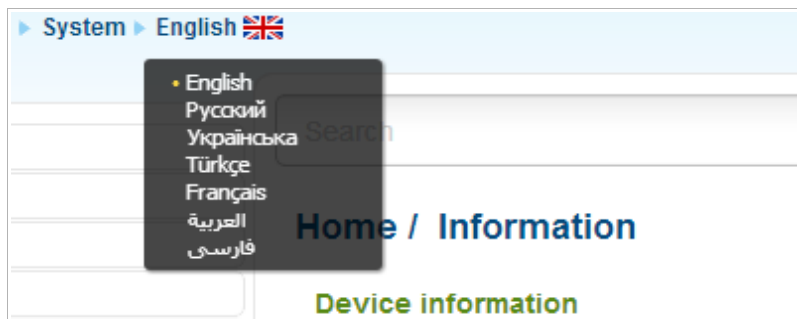 System English
• English
Русский
Українська
Türkçe
Français
العربية
فارسی
Search
Home / Information
Device information